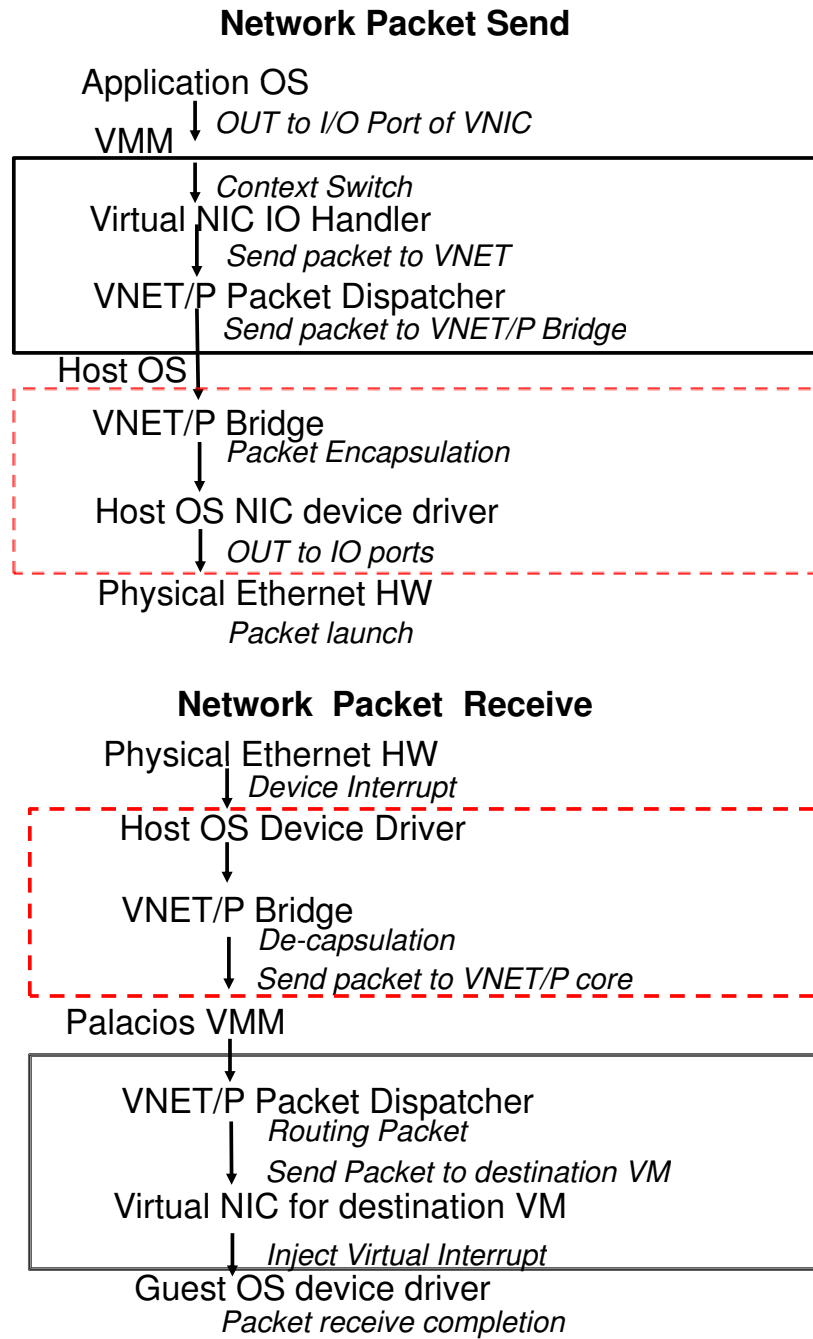 Network Packet Send
Application OS
OUT to I/O Port of VNIC
VMM
Context Switch
Virtual NIC IO Handler
Send packet to VNET
VNET/P Packet Dispatcher
Send packet to VNET/P Bridge
Host OS
VNET/P Bridge
Packet Encapsulation
Host OS NIC device driver
OUT to IO ports
Physical Ethernet HW
Packet launch
Network Packet Receive
Physical Ethernet HW
Device Interrupt
Host OS Device Driver
VNET/P Bridge
De-capsulation
Send packet to VNET/P core
Palacios VMM
VNET/P Packet Dispatcher
Routing Packet
Send Packet to destination VM
Virtual NIC for destination VM
Inject Virtual Interrupt
Guest OS device driver
Packet receive completion